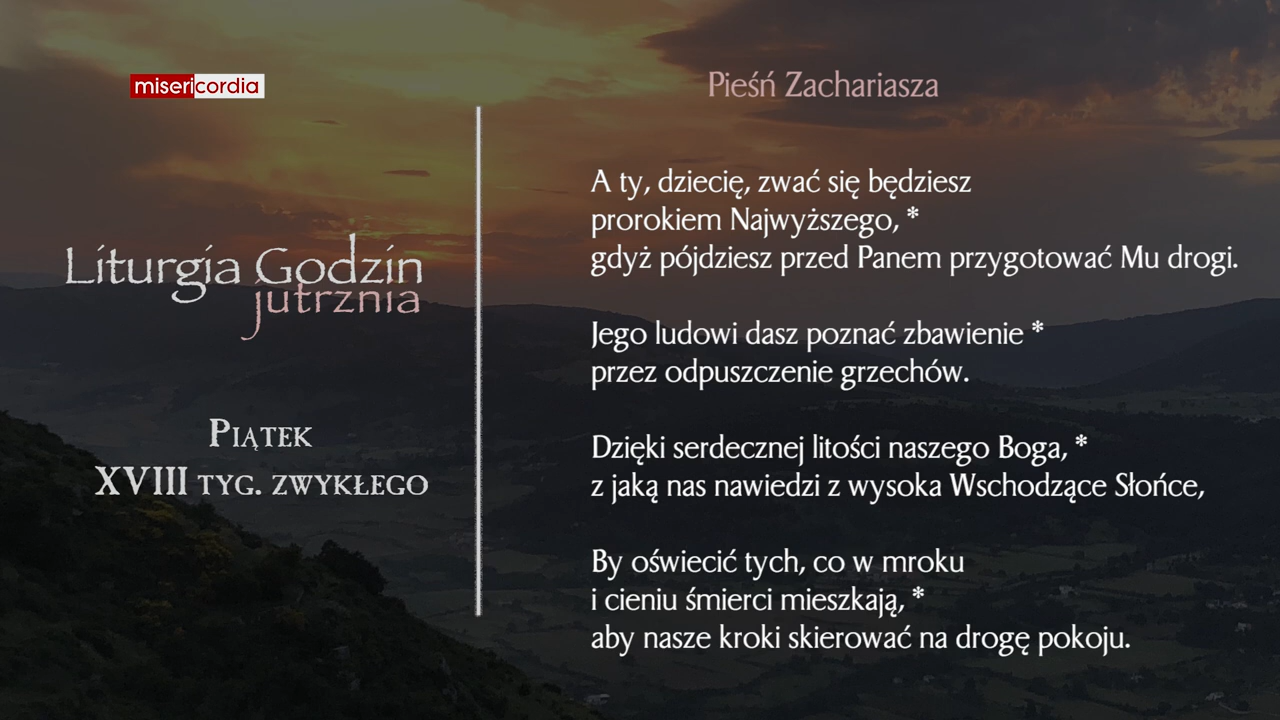 misericordia
Liturgia Godzin
jutrznia
Piątek
XVIII tyg. zwykłego
Pieśń Zachariasza
A ty, dziecię, zwać się będziesz
prorokiem Najwyższego, *
gdyż pójdziesz przed Panem przygotować Mu drogi.
Jego ludowi dasz poznać zbawienie *
przez odpuszczenie grzechów.
Dzięki serdecznej litości naszego Boga, *
z jaką nas nawiedzi z wysoka Wschodzące Słońce,
By oświecić tych, co w mroku
i cieniu śmierci mieszkają, *
aby nasze kroki skierować na drogę pokoju.